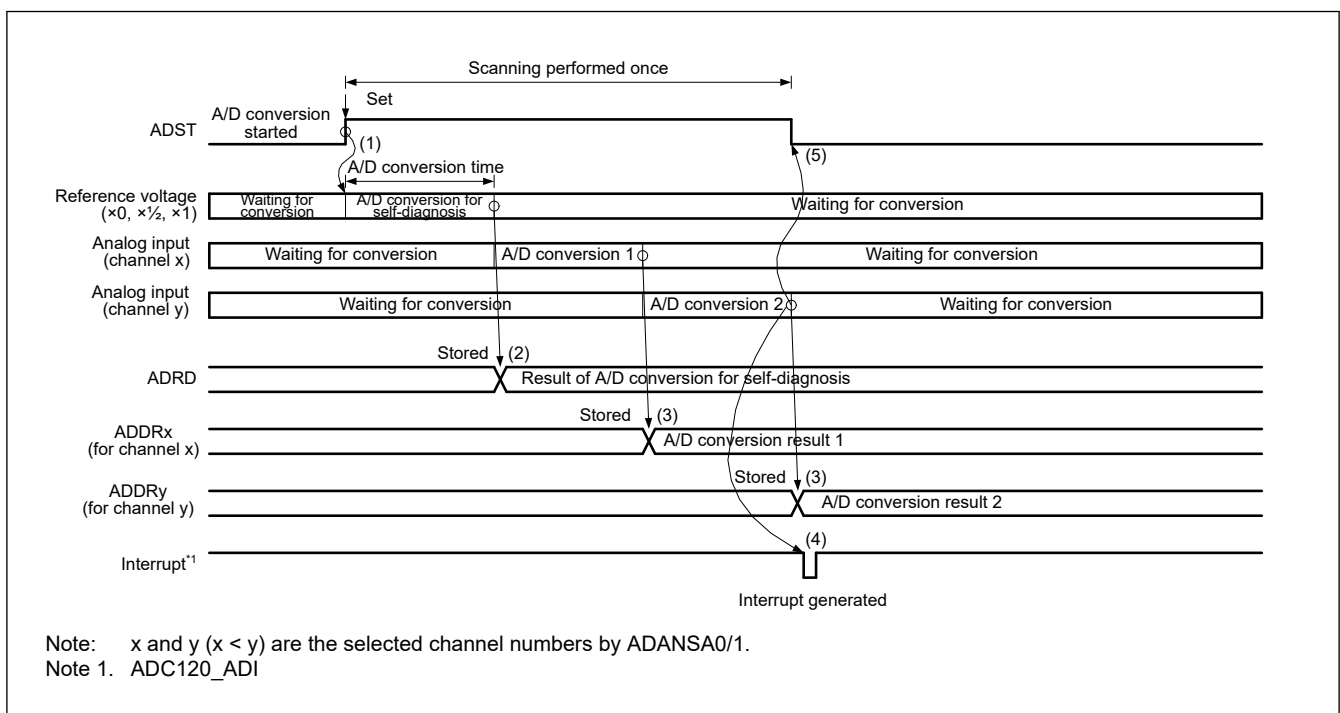 Scanning performed once
Set
A/D conversion
started
ADST
(1)
(5)
A/D conversion time
Reference voltage
(×0, ×½, ×1)
Waiting for
conversion
A/D conversion for
self-diagnosis
Waiting for conversion
Analog input
(channel x)
Waiting for conversion
A/D conversion 1
Waiting for conversion
Analog input
(channel y)
Waiting for conversion
A/D conversion 2
Waiting for conversion
Stored
(2)
ADRD
Result of A/D conversion for self-diagnosis
Stored
(3)
ADDRx
(for channel x)
A/D conversion result 1
Stored
(3)
ADDRy
(for channel y)
A/D conversion result 2
(4)
Interrupt*1
Interrupt generated
Note: x and y (x < y) are the selected channel numbers by ADANSA0/1.
Note 1. ADC120_ADI